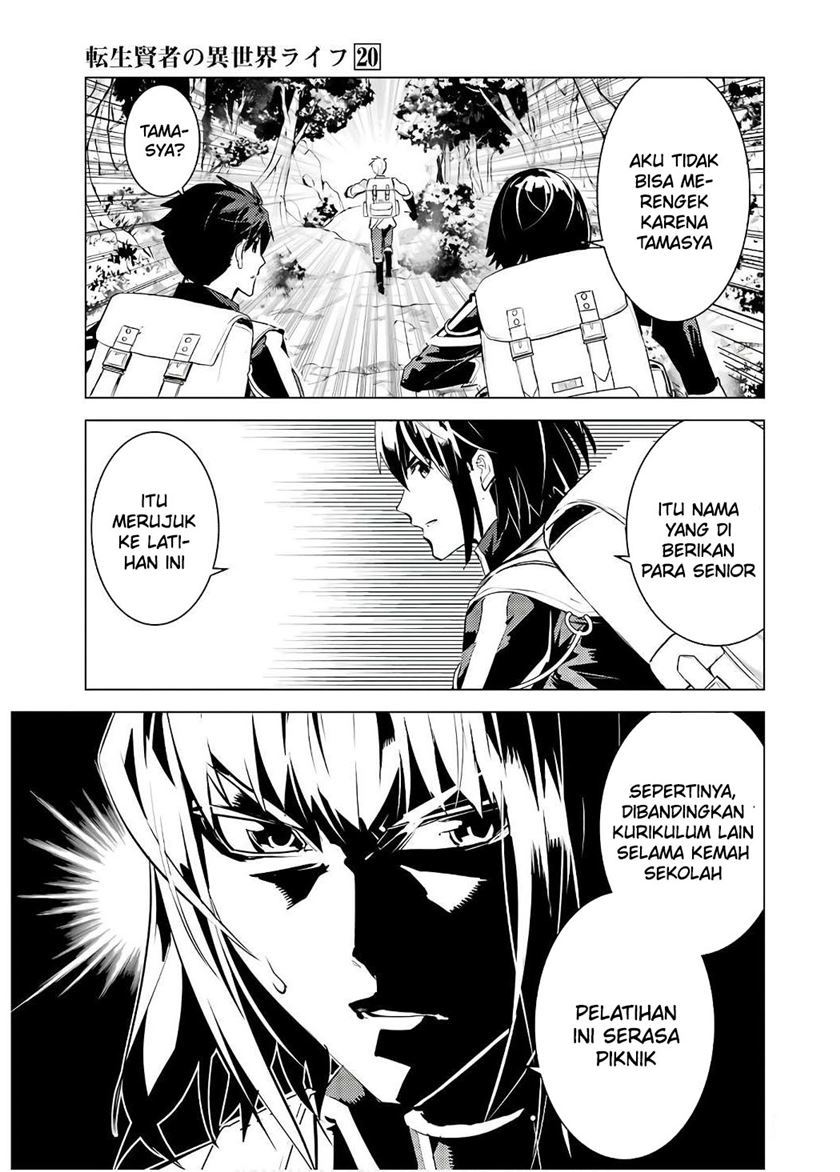 転生賢者の異世界ライフ 20
AKU TIDAK
BISA ME-
RENGEK
KARENA
TAMASYA
TAMA-
SYA?
ITU NAMA
YANG DI
BERIKAN
PARA SENIOR
ITU
MERUJUK
KE LATI-
HAN INI
SEPERTINYA,
DIBANDINGKAN
KURIKULUM LAIN
SELAMA KEMAH
SEKOLAH
PELATIHAN
INI SERASA
PIKNIK